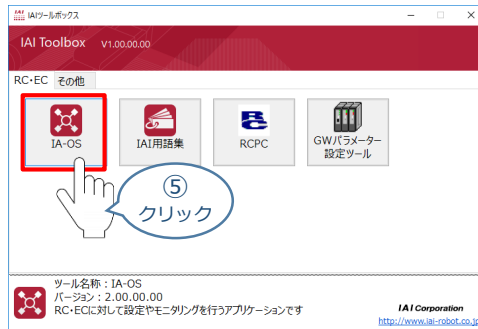 IAI IAIツールボックス
IAI Toolbox V1.00.00.00
RC・EC その他
IA-OS
IAI用語集
RCPC
GWパラメーター
設定ツール
⑤
クリック
ツール名称：IA-OS
バージョン：2.00.00.00
RC・ECに対して設定やモニタリングを行うアプリケーションです
IAI Corporation
http://www.iai-robot.co.jp